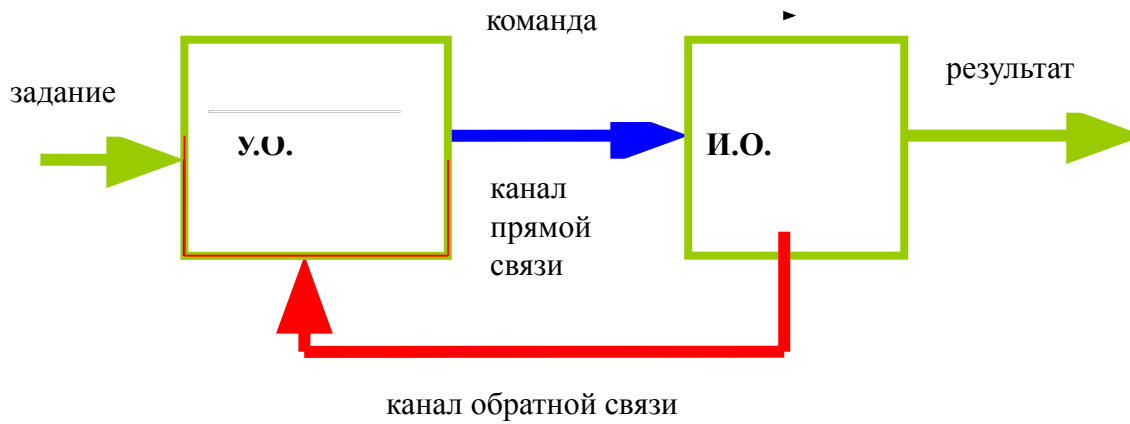 команда
результат
задание
У.О.
И.О.
канал
прямой
связи
канал обратной связи